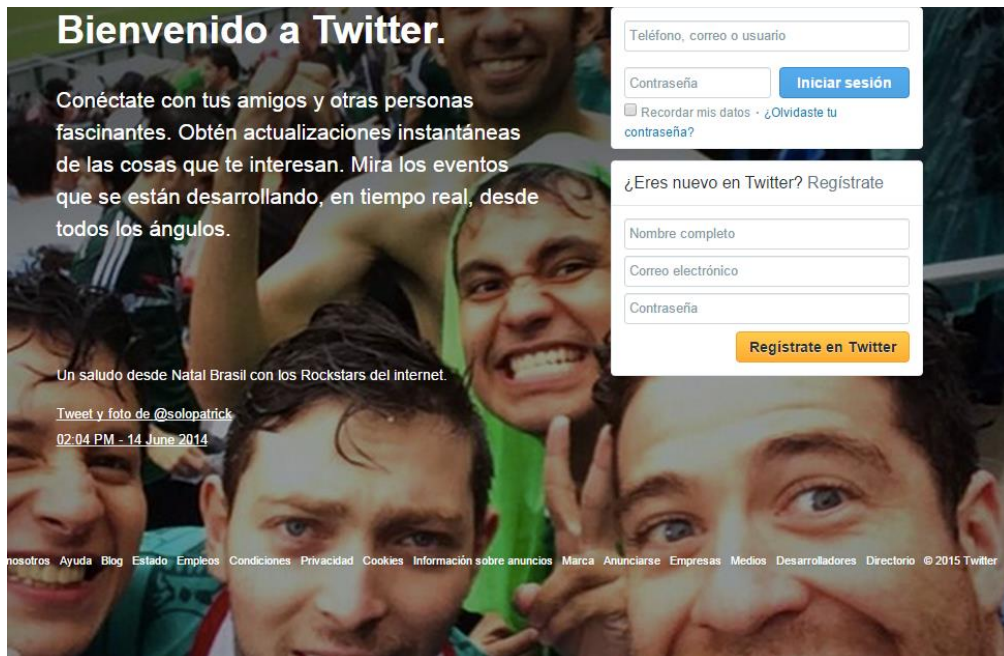 Bienvenido a Twitter.
Conéctate con tus amigos y otras personas
fascinantes. Obtén actualizaciones instantáneas
de las cosas que te interesan. Mira los eventos
que se están desarrollando, en tiempo real, desde
todos los ángulos.
Un saludo desde Natal Brasil con los Rockstars del internet.
Tweet y foto de @solopatrick
02:04 PM - 14 June 2014
Teléfono, correo o usuario
Contraseña Iniciar sesión
Recordar mis datos · ¿Olvidaste tu
contraseña?
¿Eres nuevo en Twitter? Regístrate
Nombre completo
Correo electrónico
Contraseña
Regístrate en Twitter
nosotros Ayuda Blog Estado Empleos Condiciones Privacidad Cookies Información sobre anuncios Marca Anunciarse Empresas Medios Desarrolladores Directorio © 2015 Twitter